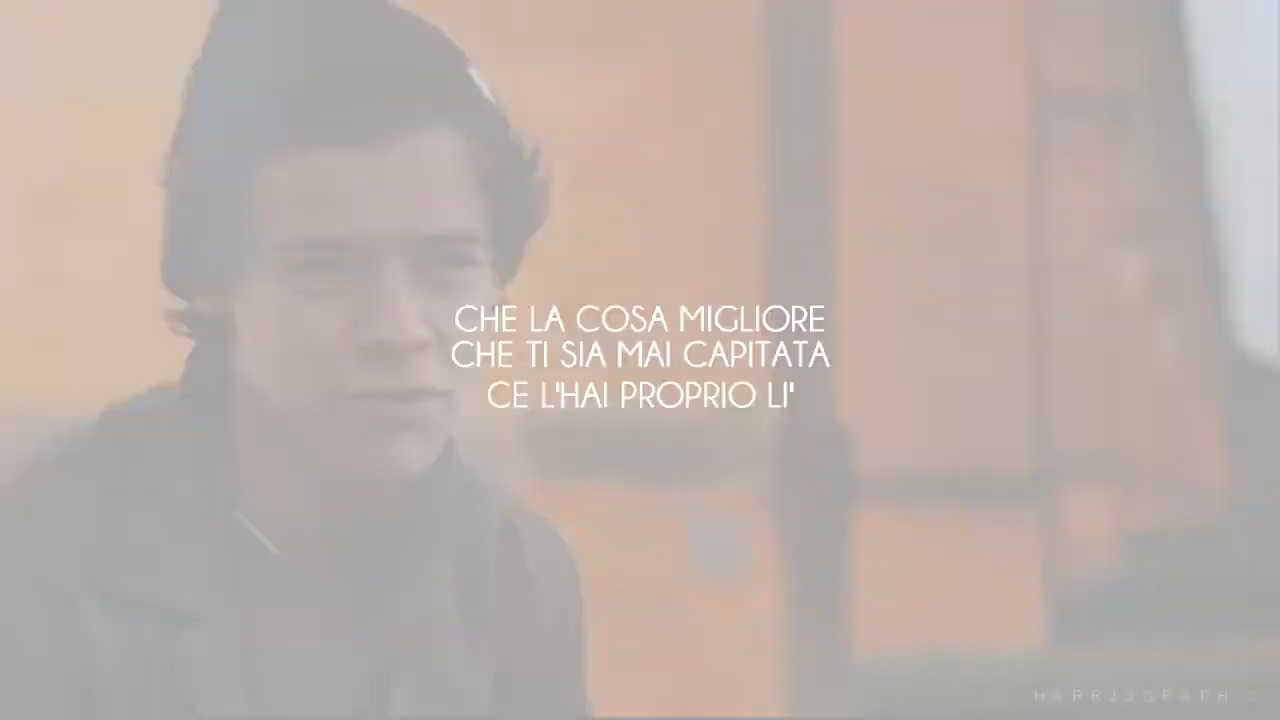 CHE LA COSA MIGLIORE
CHE TI SIA MAI CAPITATA
CE L'HAI PROPRIO LI'